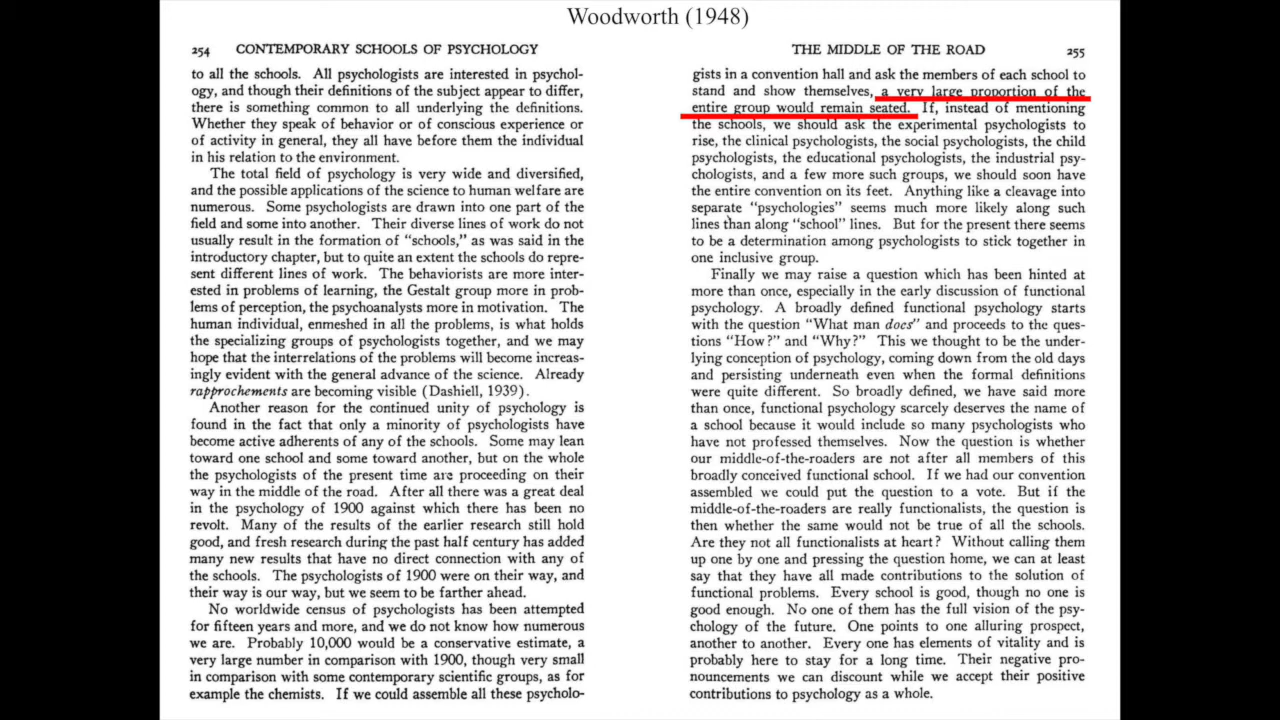 Woodworth (1948)
254 CONTEMPORARY SCHOOLS OF PSYCHOLOGY
to all the schools. All psychologists are interested in psychol-
ogy, and though their definitions of the subject appear to differ,
there is something common to all underlying the definitions.
Whether they speak of behavior or of conscious experience or
of activity in general, they all have before them the individual
in his relation to the environment.
The total field of psychology is very wide and diversified,
and the possible applications of the science to human welfare are
numerous. Some psychologists are drawn into one part of the
field and some into another. Their diverse lines of work do not
usually result in the formation of "schools," as was said in the
introductory chapter, but to quite an extent the schools do repre-
sent different lines of work. The behaviorists are more inter-
ested in problems of learning, the Gestalt group more in prob-
lems of perception, the psychoanalysts more in motivation. The
human individual, enmeshed in all the problems, is what holds
the specializing groups of psychologists together, and we may
hope that the interrelations of the problems will become increas-
ingly evident with the general advance of the science. Already
rapprochements are becoming visible (Dashiell, 1939).
Another reason for the continued unity of psychology is
found in the fact that only a minority of psychologists have
become active adherents of any of the schools. Some may lean
toward one school and some toward another, but on the whole
the psychologists of the present time are proceeding on their
way in the middle of the road. After all there was a great deal
in the psychology of 1900 against which there has been no
revolt. Many of the results of the earlier research still hold
good, and fresh research during the past half century has added
many new results that have no direct connection with any of
the schools. The psychologists of 1900 were on their way, and
their way is our way, but we seem to be farther ahead.
No worldwide census of psychologists has been attempted
for fifteen years and more, and we do not know how numerous
we are. Probably 10,000 would be a conservative estimate, a
very large number in comparison with 1900, though very small
in comparison with some contemporary scientific groups, as for
example the chemists. If we could assemble all these psycholo-
THE MIDDLE OF THE ROAD 255
gists in a convention hall and ask the members of each school to
stand and show themselves, a very large proportion of the
entire group would remain seated. If, instead of mentioning
the schools, we should ask the experimental psychologists to
rise, the clinical psychologists, the social psychologists, the child
psychologists, the educational psychologists, the industrial psy-
chologists, and a few more such groups, we should soon have
the entire convention on its feet. Anything like a cleavage into
separate "psychologies" seems much more likely along such
lines than along "school" lines. But for the present there seems
to be a determination among psychologists to stick together in
one inclusive group.
Finally we may raise a question which has been hinted at
more than once, especially in the early discussion of functional
psychology. A broadly defined functional psychology starts
with the question "What man does" and proceeds to the ques-
tions "How?" and "Why?" This we thought to be the under-
lying conception of psychology, coming down from the old days
and persisting underneath even when the formal definitions
were quite different. So broadly defined, we have said more
than once, functional psychology scarcely deserves the name of
a school because it would include so many psychologists who
have not professed themselves. Now the question is whether
our middle-of-the-roaders are not after all members of this
broadly conceived functional school. If we had our convention
assembled we could put the question to a vote. But if the
middle-of-the-roaders are really functionalists, the question is
then whether the same would not be true of all the schools.
Are they not all functionalists at heart? Without calling them
up one by one and pressing the question home, we can at least
say that they have all made contributions to the solution of
functional problems. Every school is good, though no one is
good enough. No one of them has the full vision of the psy-
chology of the future. One points to one alluring prospect,
another to another. Every one has elements of vitality and is
probably here to stay for a long time. Their negative pro-
nouncements we can discount while we accept their positive
contributions to psychology as a whole.